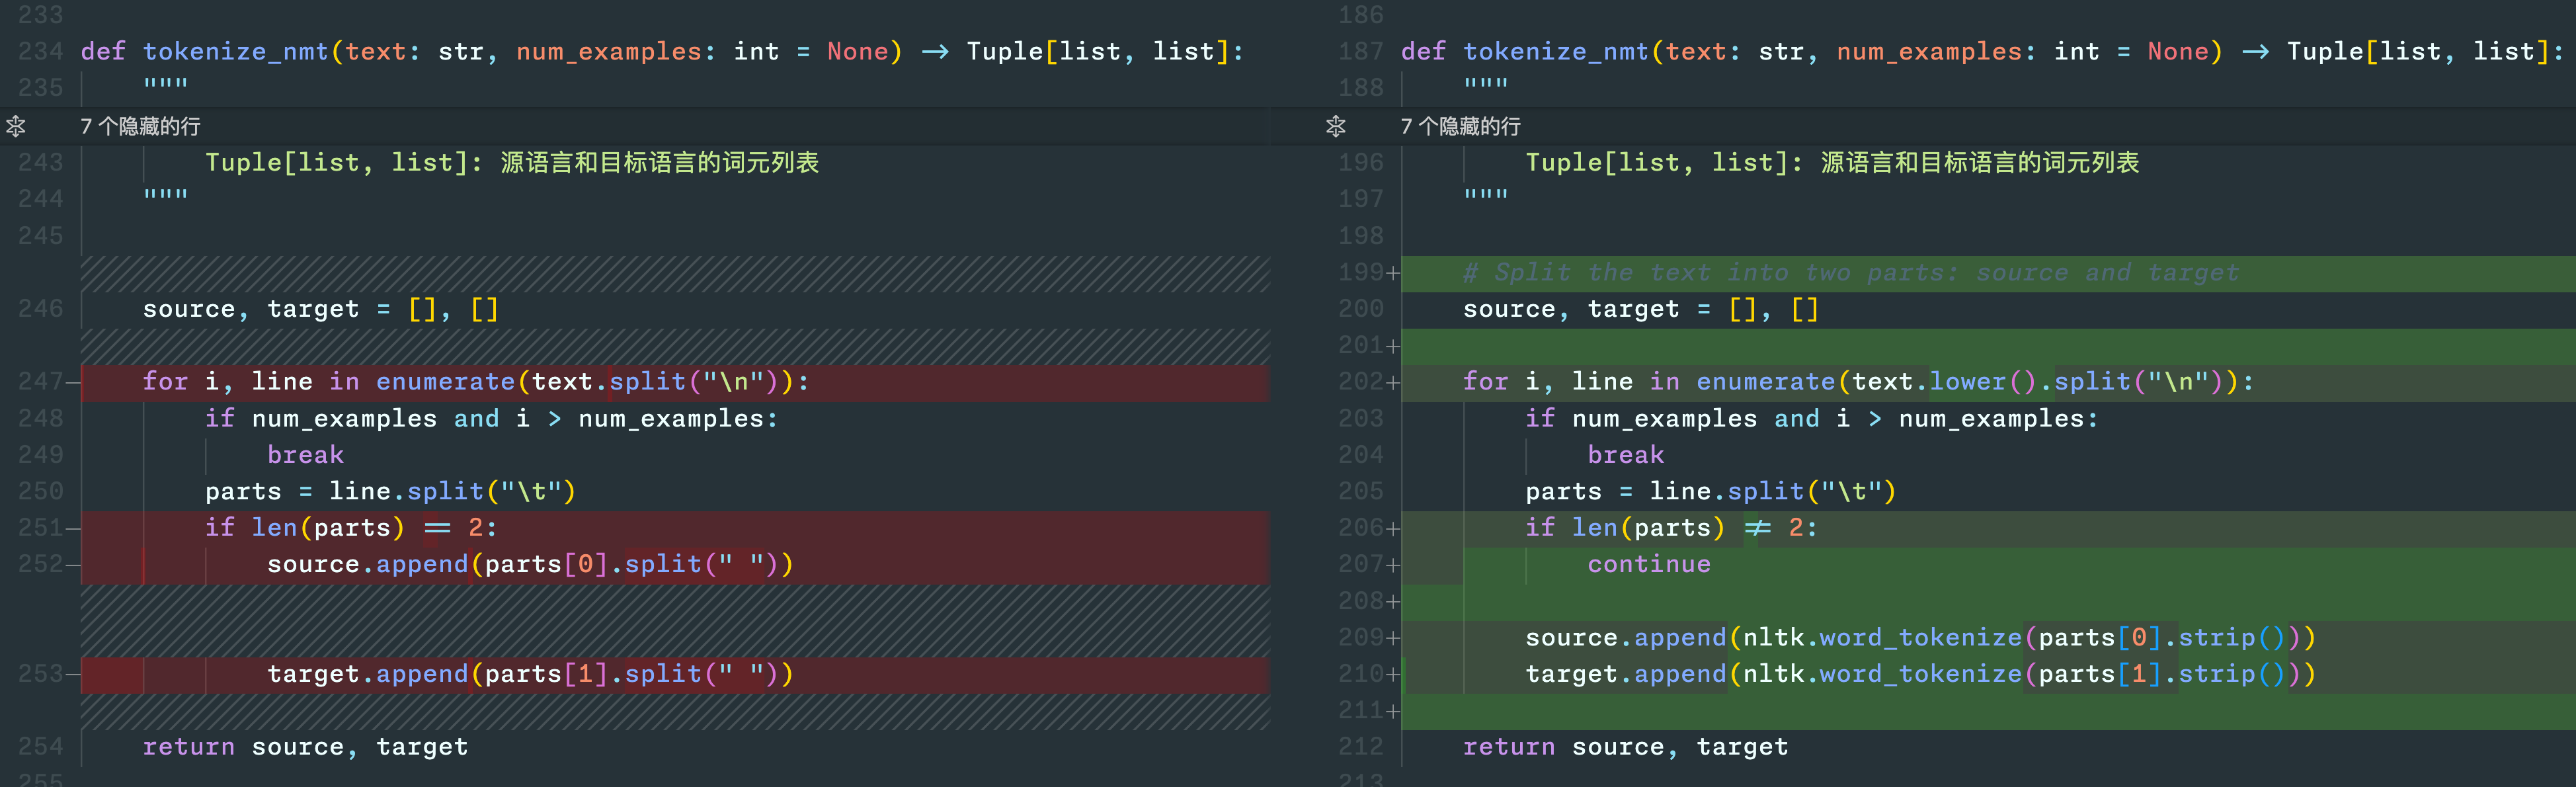 233
234 def tokenize_nmt(text: str, num_examples: int = None) → Tuple[list, list]:
235     """
7 个隐藏的行
243         Tuple[list, list]: 源语言和目标语言的词元列表
244     """
245
246     source, target = [], []
247—    for i, line in enumerate(text.split("\n")):
248         if num_examples and i > num_examples:
249             break
250         parts = line.split("\t")
251—        if len(parts) == 2:
252—            source.append(parts[0].split(" "))
253—            target.append(parts[1].split(" "))
254     return source, target
255
186
187 def tokenize_nmt(text: str, num_examples: int = None) → Tuple[list, list]:
188     """
7 个隐藏的行
196         Tuple[list, list]: 源语言和目标语言的词元列表
197     """
198
199+    # Split the text into two parts: source and target
200     source, target = [], []
201+
202+    for i, line in enumerate(text.lower().split("\n")):
203         if num_examples and i > num_examples:
204             break
205         parts = line.split("\t")
206+        if len(parts) != 2:
207+            continue
208+
209+        source.append(nltk.word_tokenize(parts[0].strip()))
210+        target.append(nltk.word_tokenize(parts[1].strip()))
211+
212     return source, target
213